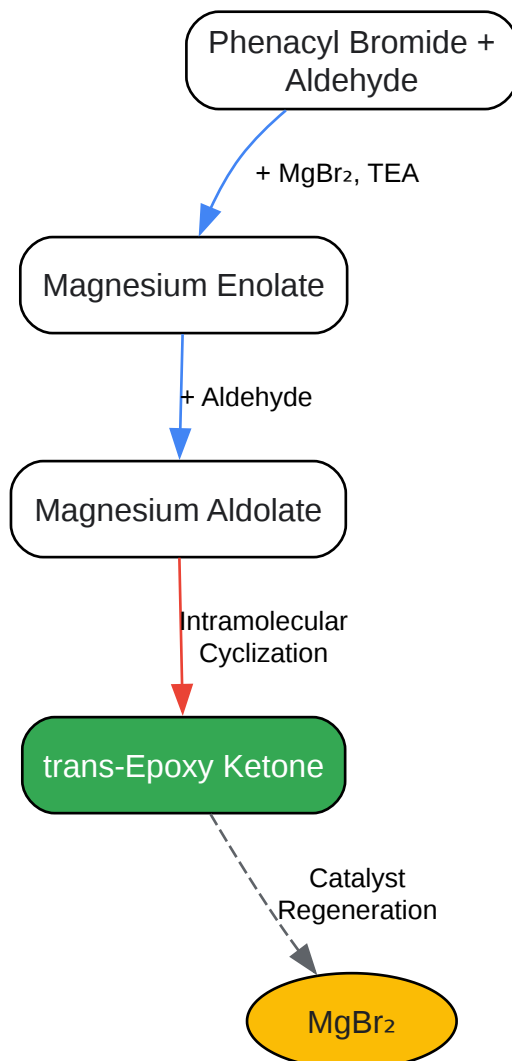 Phenacyl Bromide +
Aldehyde
+ MgBr₂, TEA
Magnesium Enolate
+ Aldehyde
Magnesium Aldolate
Intramolecular
Cyclization
trans-Epoxy Ketone
Catalyst
Regeneration
MgBr₂